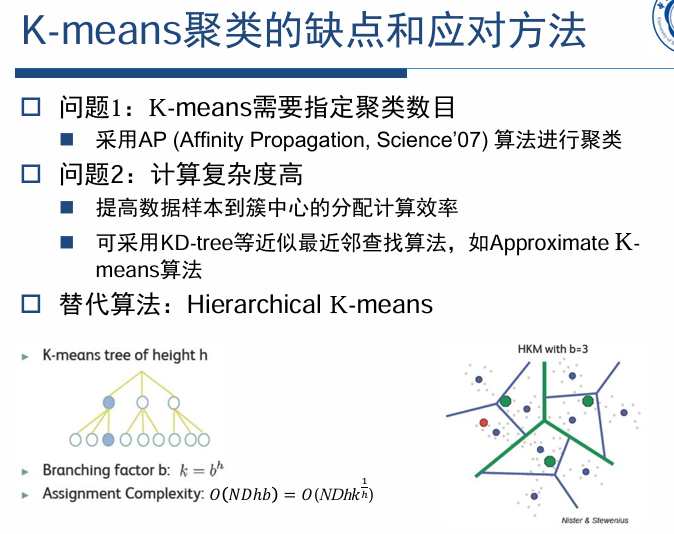 K-means聚类的缺点和应对方法
问题1：K-means需要指定聚类数目
采用AP (Affinity Propagation, Science’07) 算法进行聚类
问题2：计算复杂度高
提高数据样本到簇中心的分配计算效率
可采用KD-tree等近似最近邻查找算法，如Approximate K-
means算法
替代算法：Hierarchical K-means
K-means tree of height h
Branching factor b: k = b^h
Assignment Complexity: O(NDhb) = O(NDhk^{1/h})
HKM with b=3
Nister & Stewenius